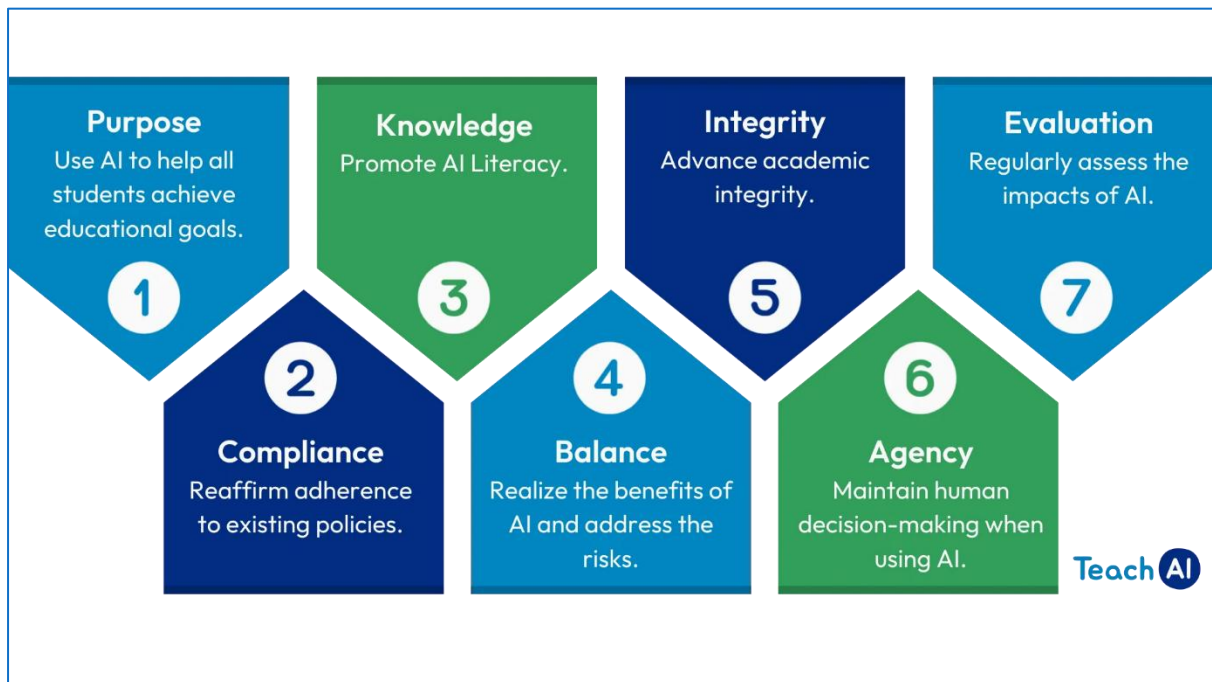 Purpose
Use AI to help all
students achieve
educational goals.
1
2
Compliance
Reaffirm adherence
to existing policies.
Knowledge
Promote AI Literacy.
3
4
Balance
Realize the benefits of
AI and address the
risks.
Integrity
Advance academic
integrity.
5
6
Agency
Maintain human
decision-making when
using AI.
Evaluation
Regularly assess the
impacts of AI.
7
Teach AI